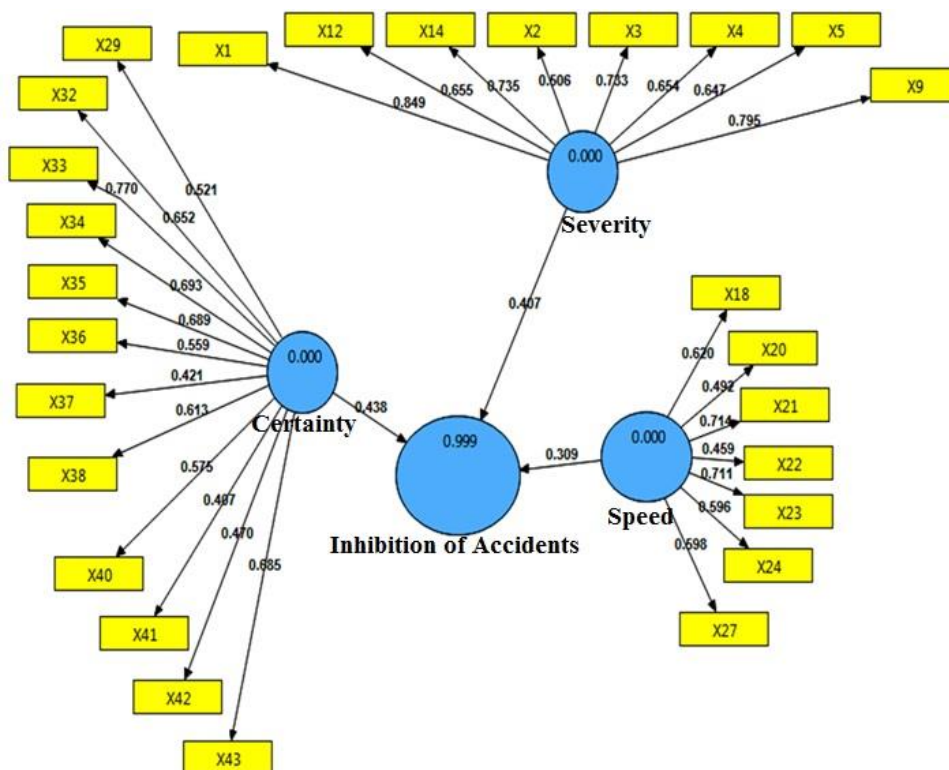 X29
X32
X33
X34
X35
X36
X37
X38
X40
X41
X42
X43
0.521
0.652
0.770
0.693
0.689
0.559
0.421
0.613
0.575
0.407
0.470
0.685
0.000
Certainty
0.438
X1
X12
X14
X2
X3
X4
X5
X9
0.849
0.655
0.735
0.606
0.733
0.654
0.647
0.795
0.000
Severity
0.407
0.999
Inhibition of Accidents
0.309
0.000
Speed
X18
X20
X21
X22
X23
X24
X27
0.620
0.492
0.714
0.459
0.711
0.596
0.598